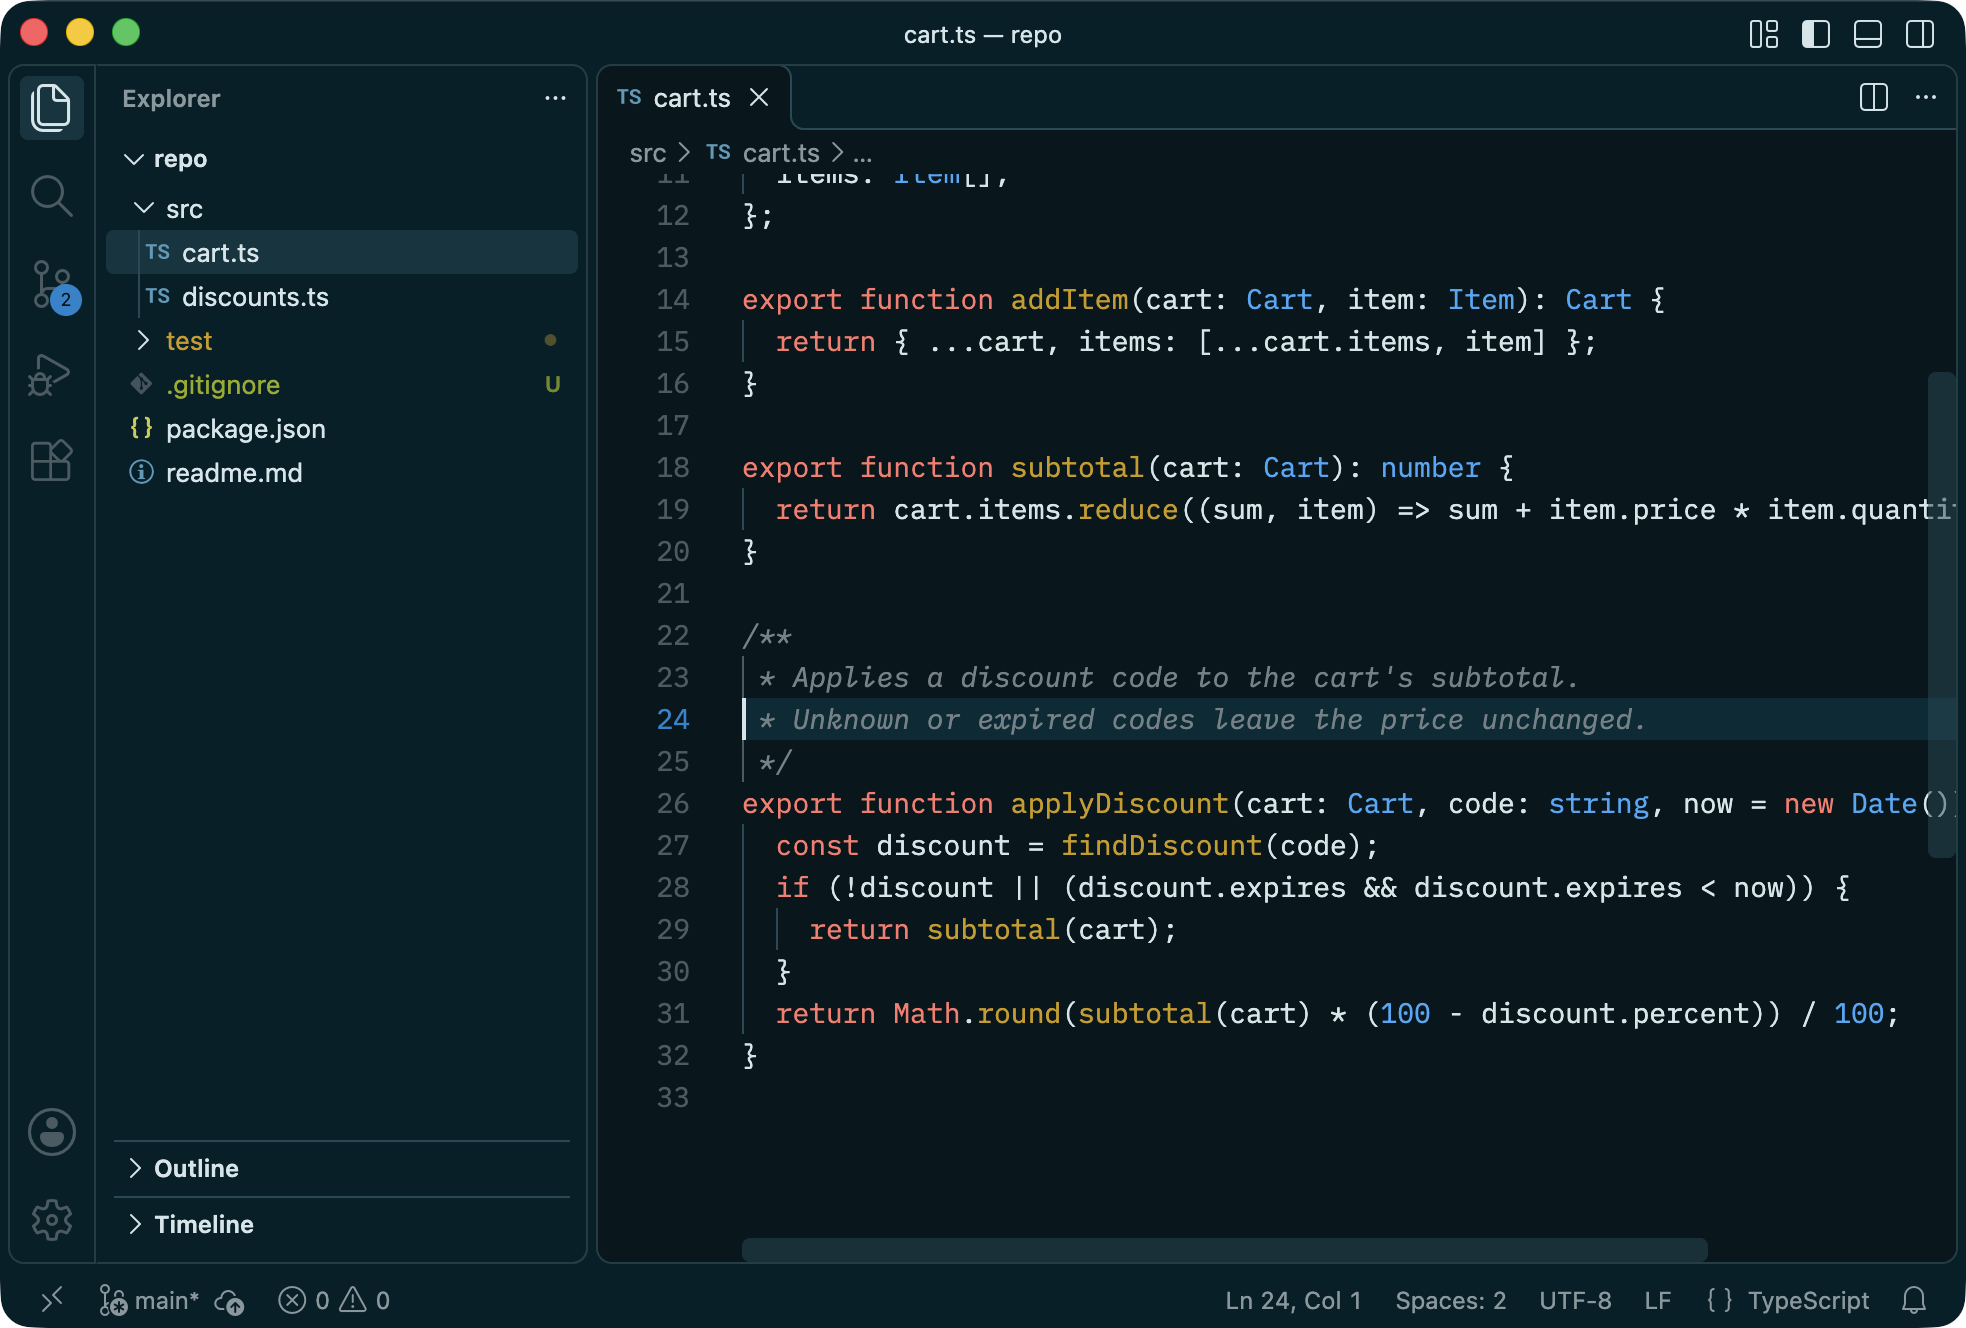 cart.ts — repo
Explorer
repo
src
TS cart.ts
TS discounts.ts
test
.gitignore U
{} package.json
readme.md
Outline
Timeline
2
TS cart.ts
src > TS cart.ts > ...
11 items: Item[],
12 };
13
14 export function addItem(cart: Cart, item: Item): Cart {
15 return { ...cart, items: [...cart.items, item] };
16 }
17
18 export function subtotal(cart: Cart): number {
19 return cart.items.reduce((sum, item) => sum + item.price * item.quanti
20 }
21
22 /**
23 * Applies a discount code to the cart's subtotal.
24 * Unknown or expired codes leave the price unchanged.
25 */
26 export function applyDiscount(cart: Cart, code: string, now = new Date()
27 const discount = findDiscount(code);
28 if (!discount || (discount.expires && discount.expires < now)) {
29 return subtotal(cart);
30 }
31 return Math.round(subtotal(cart) * (100 - discount.percent)) / 100;
32 }
33
main* 0 0 Ln 24, Col 1 Spaces: 2 UTF-8 LF {} TypeScript